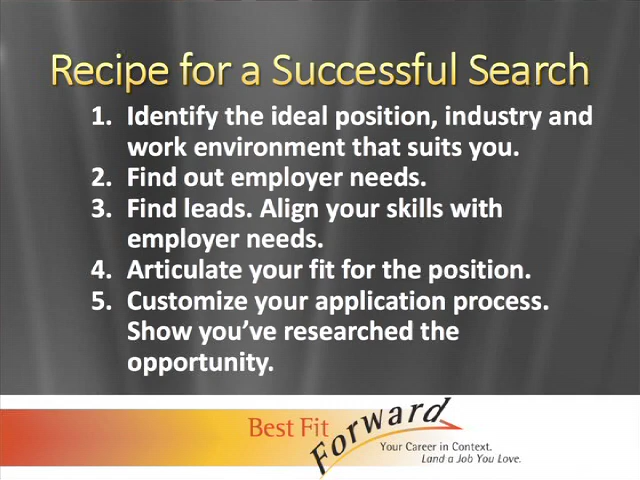 Recipe for a Successful Search
1. Identify the ideal position, industry and
work environment that suits you.
2. Find out employer needs.
3. Find leads. Align your skills with
employer needs.
4. Articulate your fit for the position.
5. Customize your application process.
Show you've researched the
opportunity.
Best Fit
Forward
Your Career in Context.
Land a Job You Love.